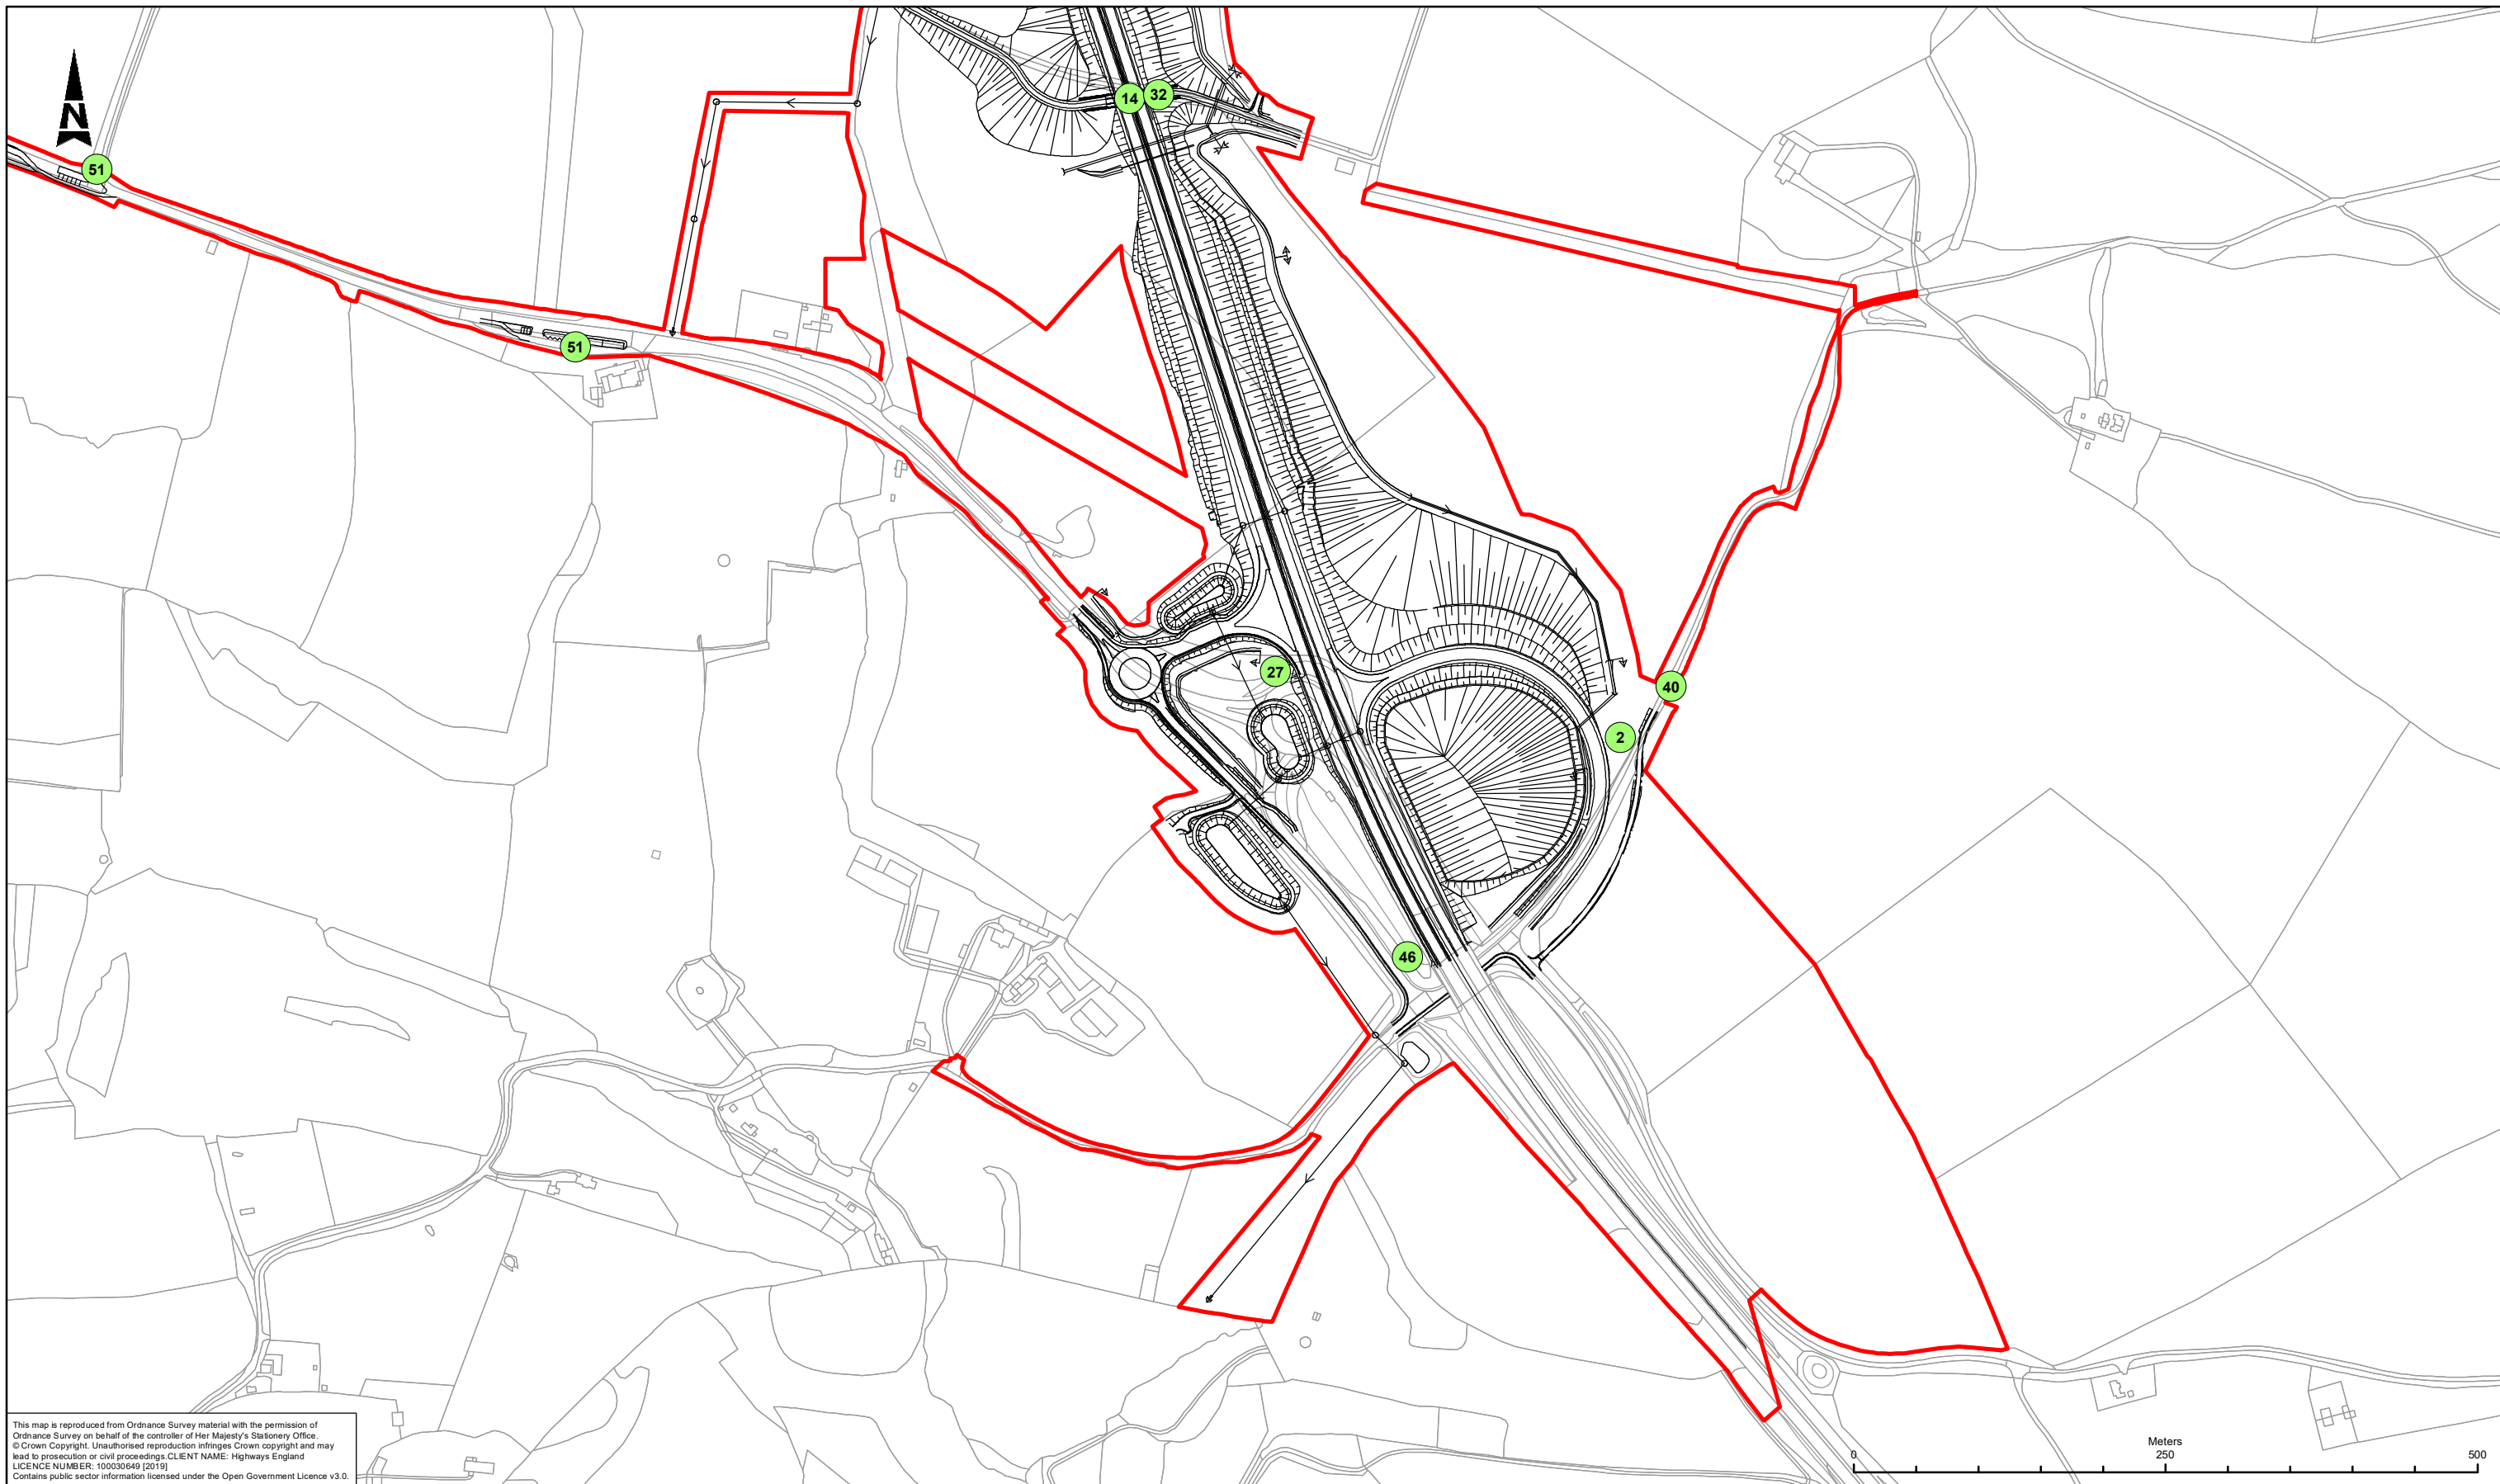 14
32
N
51
51
27
40
2
46
This map is reproduced from Ordnance Survey material with the permission of
Ordnance Survey on behalf of the controller of Her Majesty's Stationery Office.
© Crown Copyright. Unauthorised reproduction infringes Crown copyright and may
lead to prosecution or civil proceedings.CLIENT NAME: Highways England
LICENCE NUMBER: 100030649 [2019]
Contains public sector information licensed under the Open Government Licence v3.0.
Meters
0 250 500